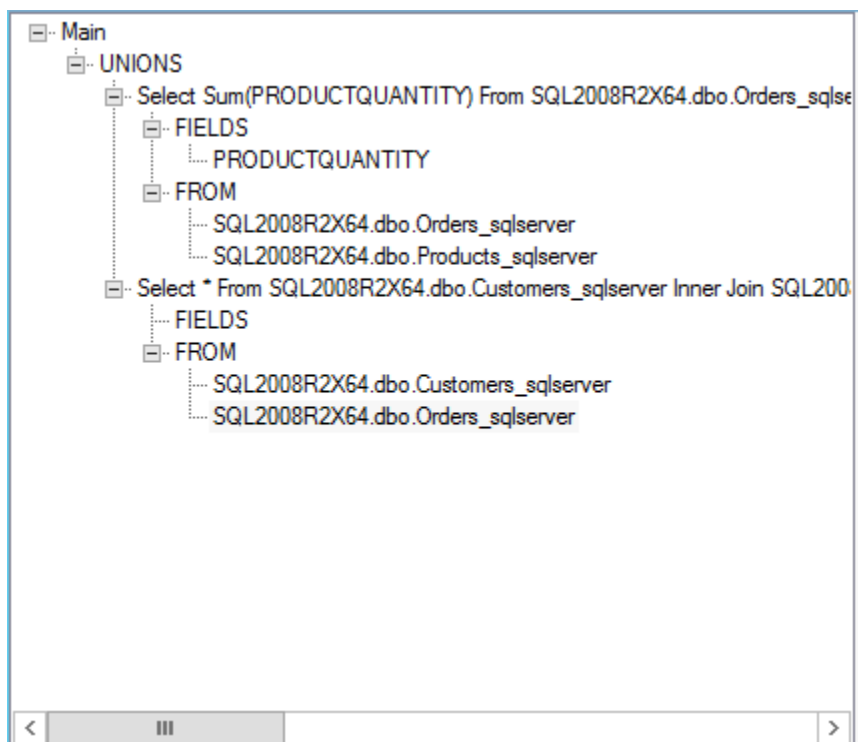 Main
UNIONS
Select Sum(PRODUCTQUANTITY) From SQL2008R2X64.dbo.Orders_sqlse
FIELDS
PRODUCTQUANTITY
FROM
SQL2008R2X64.dbo.Orders_sqlserver
SQL2008R2X64.dbo.Products_sqlserver
Select * From SQL2008R2X64.dbo.Customers_sqlserver Inner Join SQL200
FIELDS
FROM
SQL2008R2X64.dbo.Customers_sqlserver
SQL2008R2X64.dbo.Orders_sqlserver